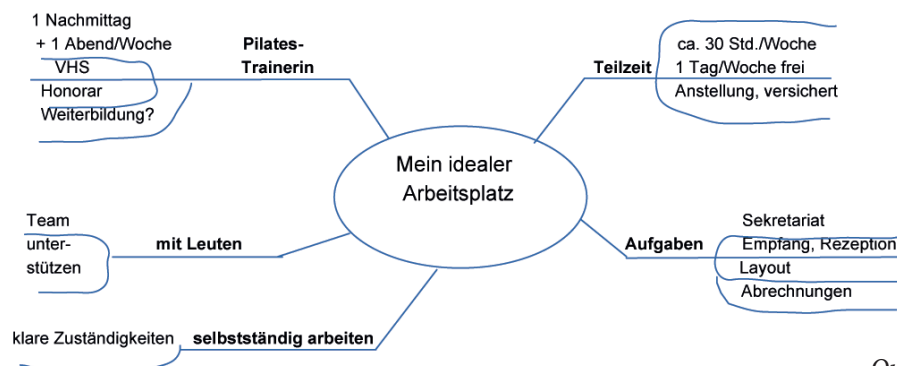 1 Nachmittag
+ 1 Abend/Woche
VHS
Honorar
Weiterbildung?
Pilates-
Trainerin
Teilzeit
ca. 30 Std./Woche
1 Tag/Woche frei
Anstellung, versichert
Mein idealer
Arbeitsplatz
Team
unter-
stützen
mit Leuten
Aufgaben
Sekretariat
Empfang, Rezeption
Layout
Abrechnungen
klare Zuständigkeiten
selbstständig arbeiten